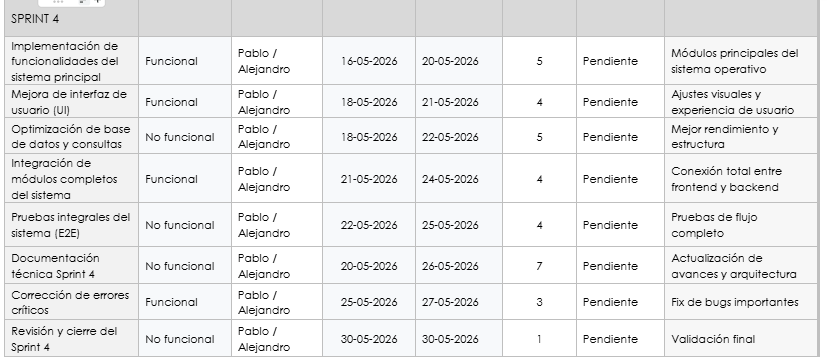 SPRINT 4
Implementación de funcionalidades del sistema principal Funcional Pablo / Alejandro 16-05-2026 20-05-2026 5 Pendiente Módulos principales del sistema operativo
Mejora de interfaz de usuario (UI) Funcional Pablo / Alejandro 18-05-2026 21-05-2026 4 Pendiente Ajustes visuales y experiencia de usuario
Optimización de base de datos y consultas No funcional Pablo / Alejandro 18-05-2026 22-05-2026 5 Pendiente Mejor rendimiento y estructura
Integración de módulos completos del sistema Funcional Pablo / Alejandro 21-05-2026 24-05-2026 4 Pendiente Conexión total entre frontend y backend
Pruebas integrales del sistema (E2E) No funcional Pablo / Alejandro 22-05-2026 25-05-2026 4 Pendiente Pruebas de flujo completo
Documentación técnica Sprint 4 No funcional Pablo / Alejandro 20-05-2026 26-05-2026 7 Pendiente Actualización de avances y arquitectura
Corrección de errores críticos Funcional Pablo / Alejandro 25-05-2026 27-05-2026 3 Pendiente Fix de bugs importantes
Revisión y cierre del Sprint 4 No funcional Pablo / Alejandro 30-05-2026 30-05-2026 1 Pendiente Validación final